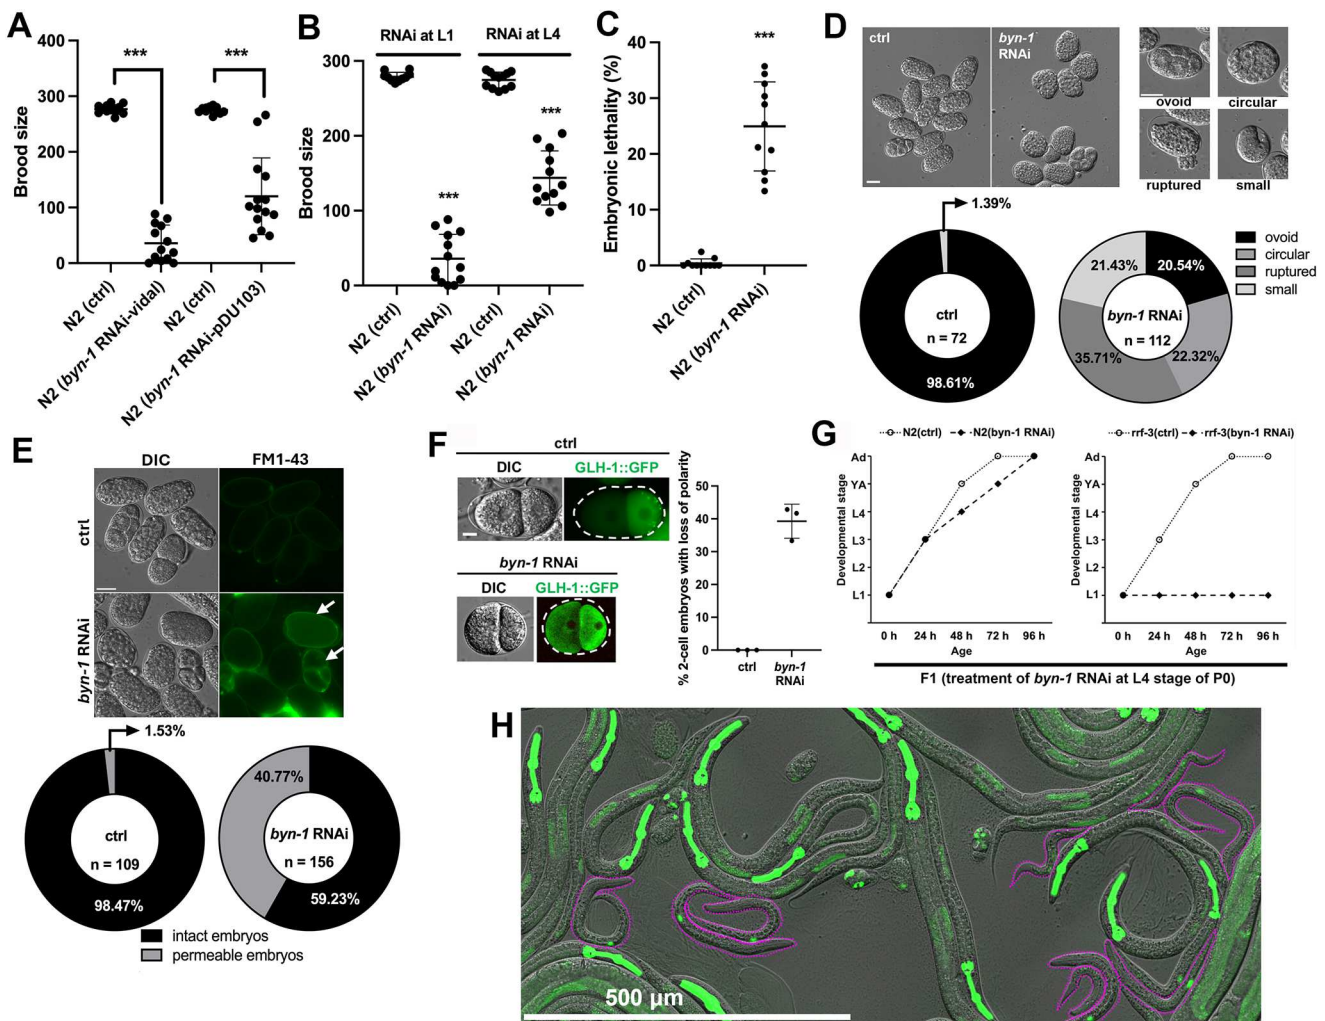 A
400
300
200
100
0
Brood size
***
***
N2 (ctrl)
N2 (byn-1 RNAi-vidal)
N2 (ctrl)
N2 (byn-1 RNAi-pDU103)
B
RNAi at L1
RNAi at L4
300
200
100
0
Brood size
***
***
N2 (ctrl)
N2 (byn-1 RNAi)
N2 (ctrl)
N2 (byn-1 RNAi)
C
40
30
20
10
0
Embryonic lethality (%)
***
N2 (ctrl)
N2 (byn-1 RNAi)
D
ctrl
byn-1
RNAi
ovoid
circular
ruptured
small
1.39%
ctrl
n = 72
98.61%
21.43%
20.54%
byn-1 RNAi
n = 112
35.71%
22.32%
ovoid
circular
ruptured
small
E
DIC
FM1-43
ctrl
byn-1 RNAi
1.53%
ctrl
n = 109
98.47%
40.77%
byn-1 RNAi
n = 156
59.23%
intact embryos
permeable embryos
F
ctrl
DIC
GLH-1::GFP
byn-1 RNAi
DIC
GLH-1::GFP
% 2-cell embryos with loss of polarity
50
40
30
20
10
0
ctrl
byn-1
RNAi
G
N2(ctrl)
N2(byn-1 RNAi)
Developmental stage
Ad
YA
L4
L3
L2
L1
0 h
24 h
48 h
72 h
96 h
Age
rrf-3(ctrl)
rrf-3(byn-1 RNAi)
Developmental stage
Ad
YA
L4
L3
L2
L1
0 h
24 h
48 h
72 h
96 h
Age
F1 (treatment of byn-1 RNAi at L4 stage of P0)
H
500 µm